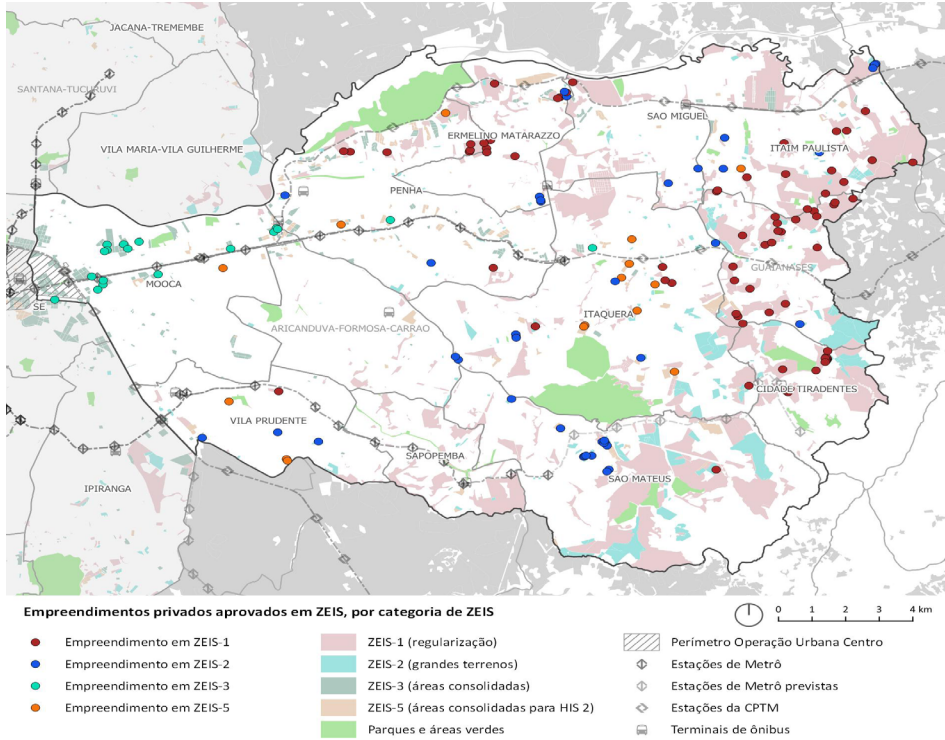 JACANA-TREMEMBE
SANTANA-TUCURUVI
SAO MIGUEL
ERMELINO MATARAZZO
VILA MARIA-VILA GUILHERME
ITAIM PAULISTA
PENHA
GUAIANASES
MOOCA
SE
ITAQUERA
ARICANDUVA-FORMOSA-CARRAO
CIDADE TIRADENTES
VILA PRUDENTE
SAPOPEMBA
SAO MATEUS
IPIRANGA
Empreendimentos privados aprovados em ZEIS, por categoria de ZEIS
0 1 2 3 4 km
Empreendimento em ZEIS-1
Empreendimento em ZEIS-2
Empreendimento em ZEIS-3
Empreendimento em ZEIS-5
ZEIS-1 (regularização)
ZEIS-2 (grandes terrenos)
ZEIS-3 (áreas consolidadas)
ZEIS-5 (áreas consolidadas para HIS 2)
Parques e áreas verdes
Perímetro Operação Urbana Centro
Estações de Metrô
Estações de Metrô previstas
Estações da CPTM
Terminais de ônibus